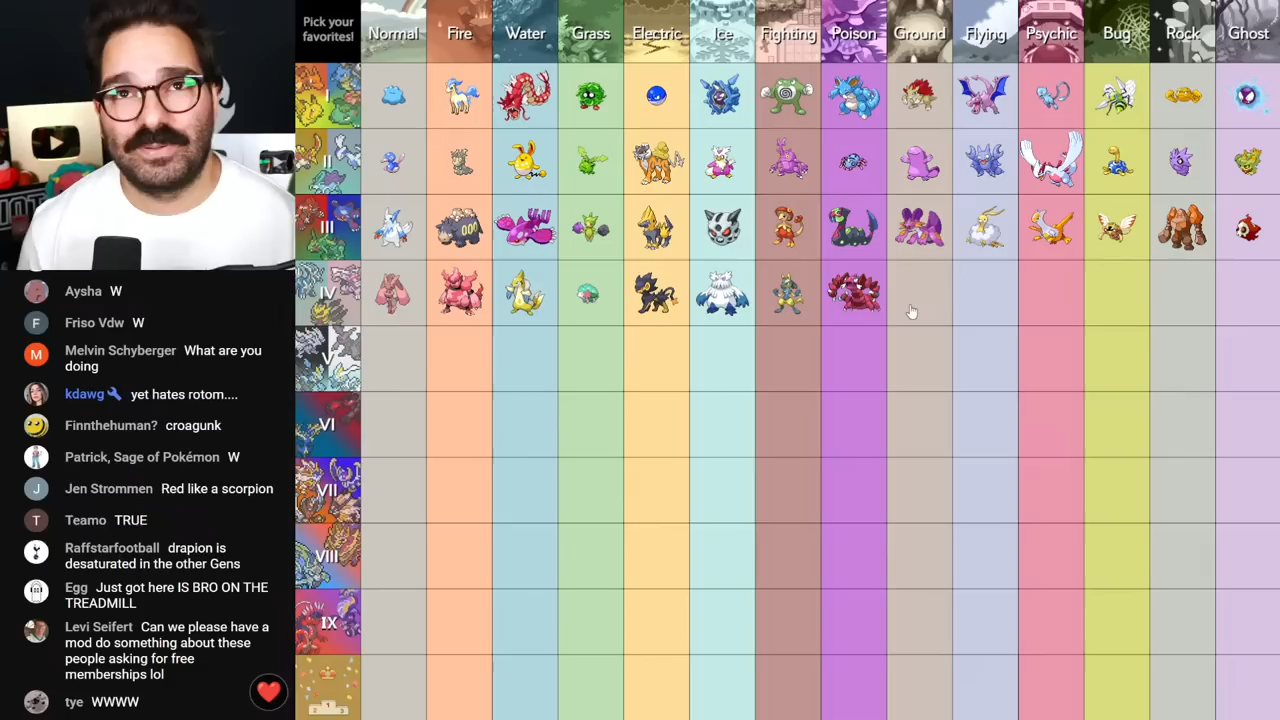 Pick your
favorites!
Normal
Fire
Water
Grass
Electric
Ice
Fighting
Poison
Ground
Flying
Psychic
Bug
Rock
Ghost
I
II
III
IV
V
VI
VII
VIII
IX
Aysha W
Friso Vdw W
Melvin Schyberger What are you
doing
kdawg yet hates rotom....
Finnthehuman? croagunk
Patrick, Sage of Pokémon W
Jen Strommen Red like a scorpion
Teamo TRUE
Raffstarfootball drapion is
desaturated in the other Gens
Egg Just got here IS BRO ON THE
TREADMILL
Levi Seifert Can we please have a
mod do something about these
people asking for free
memberships lol
tye WWWW
F
M
J
T
2 1 3